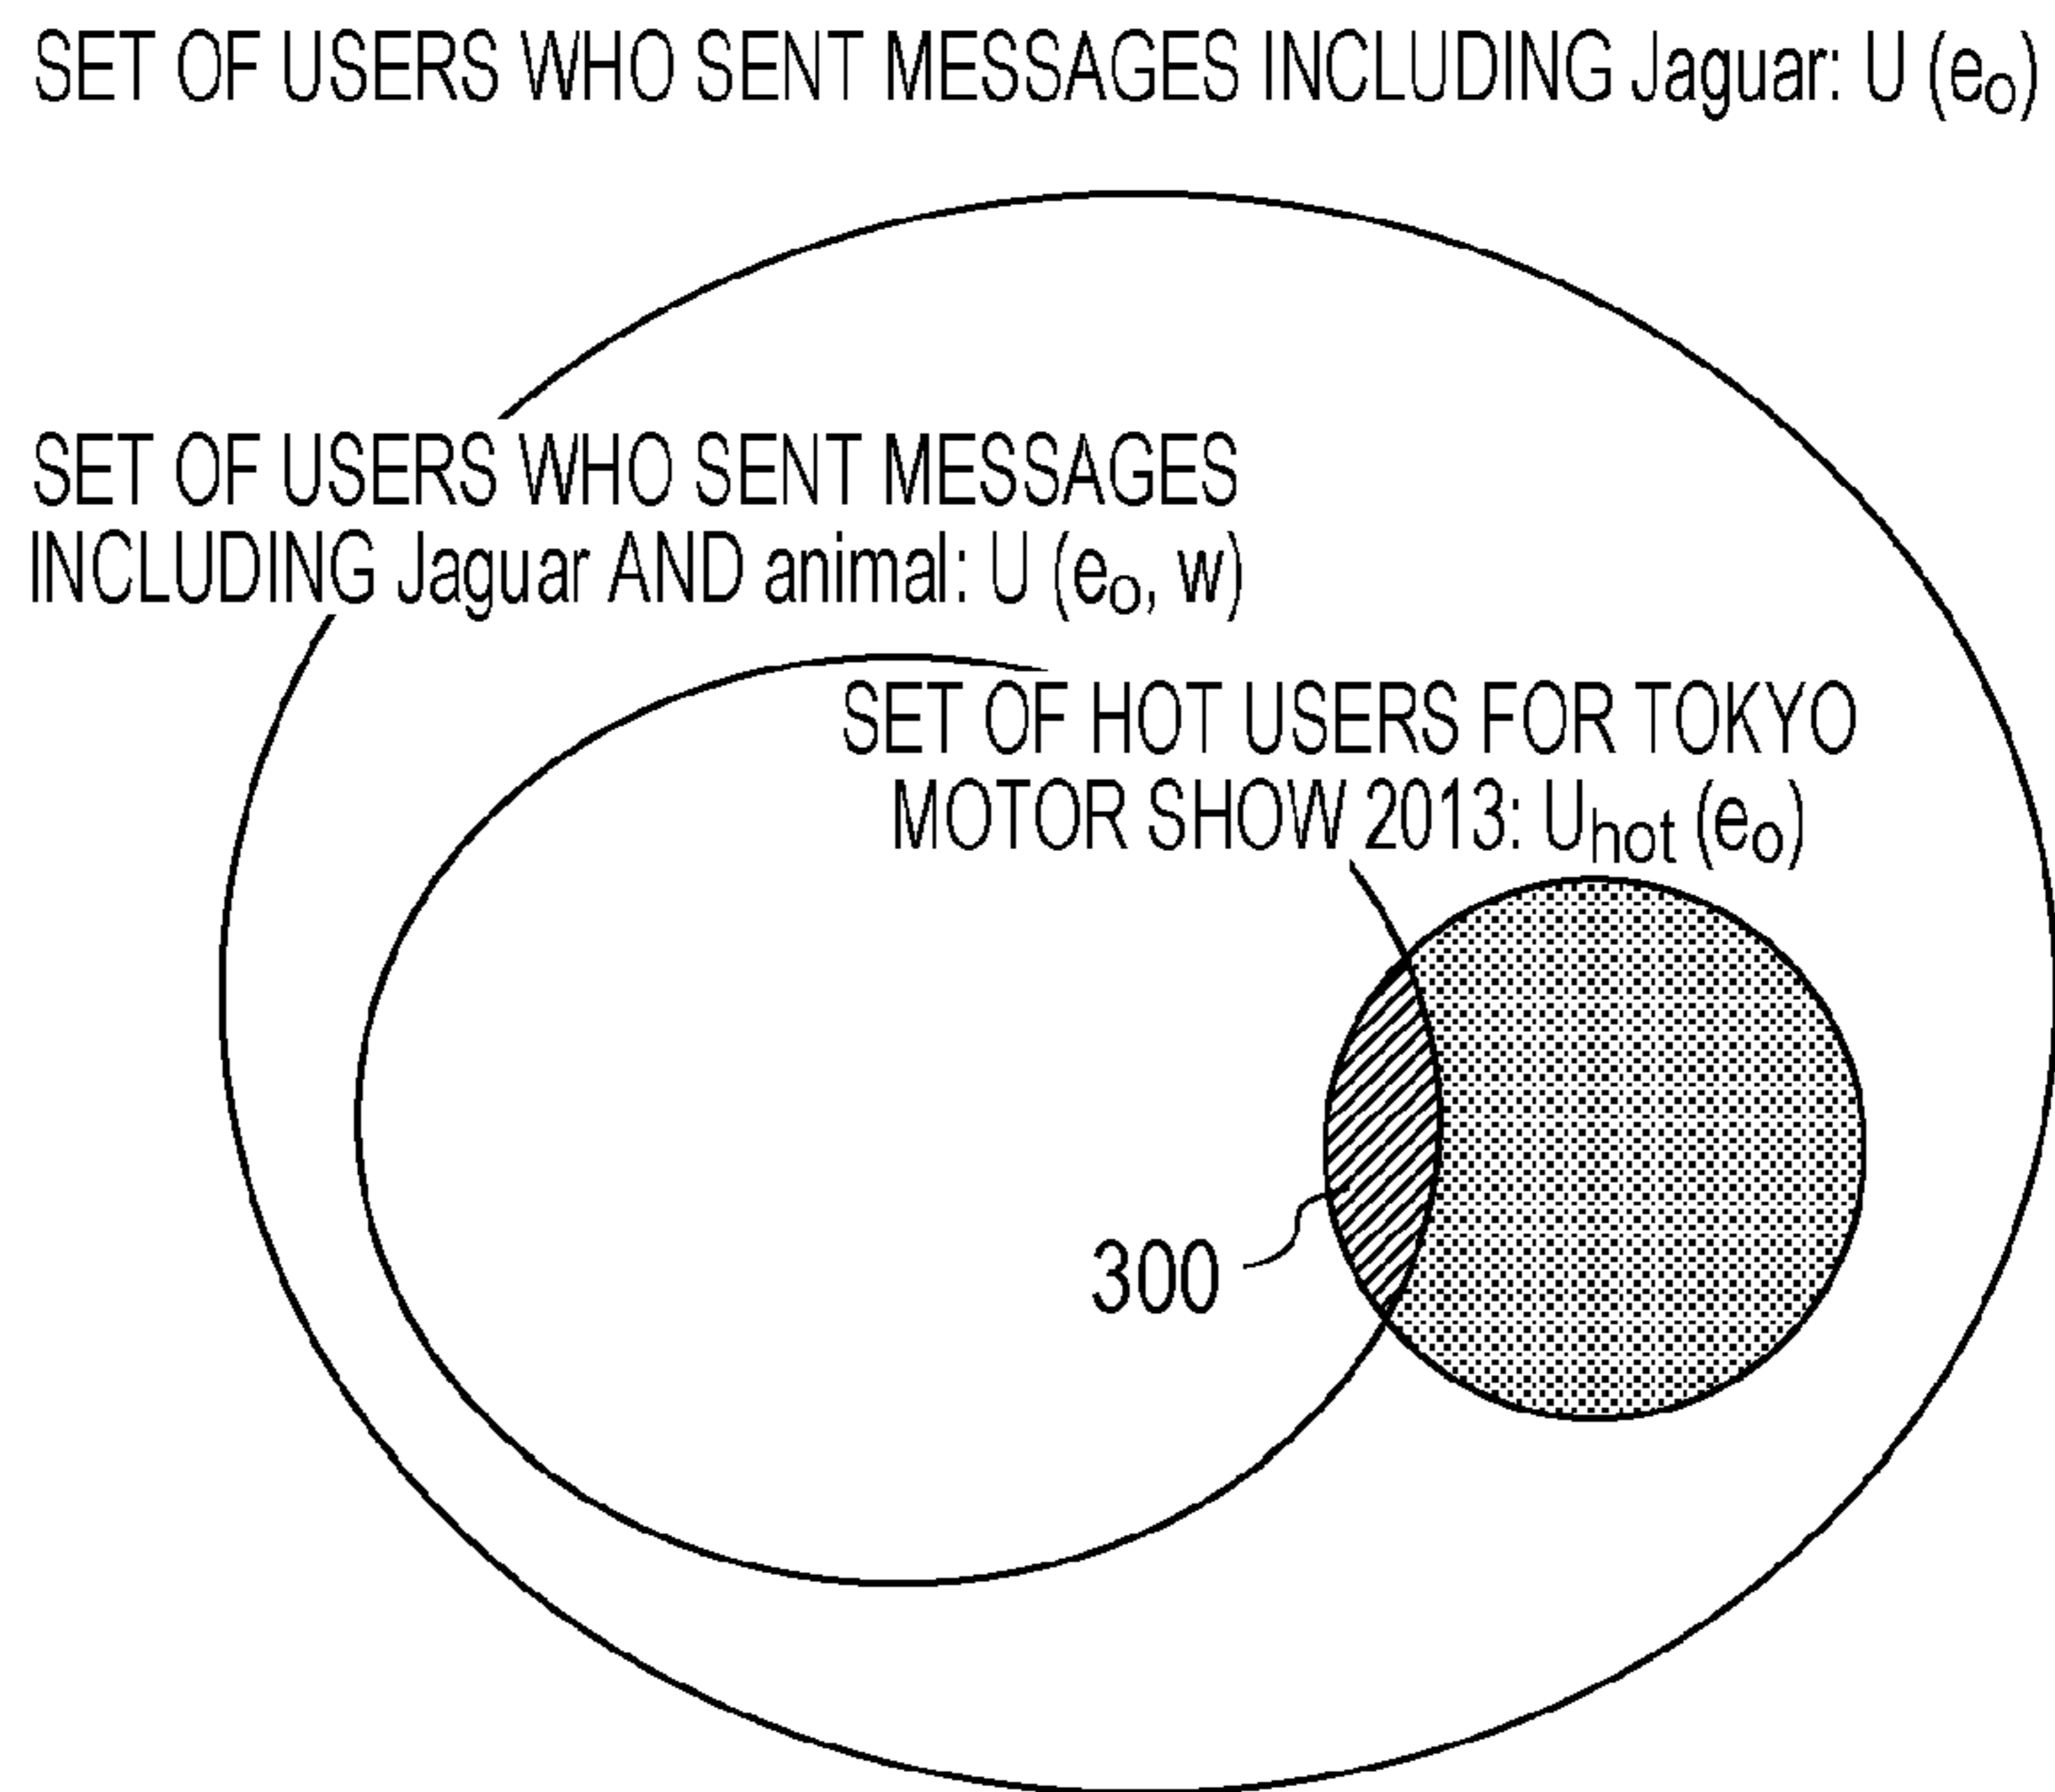 SET OF USERS WHO SENT MESSAGES INCLUDING Jaguar: U (eo)
SET OF USERS WHO SENT MESSAGES
INCLUDING Jaguar AND animal: U (eo, w)
SET OF HOT USERS FOR TOKYO
MOTOR SHOW 2013: Uhot (eo)
300